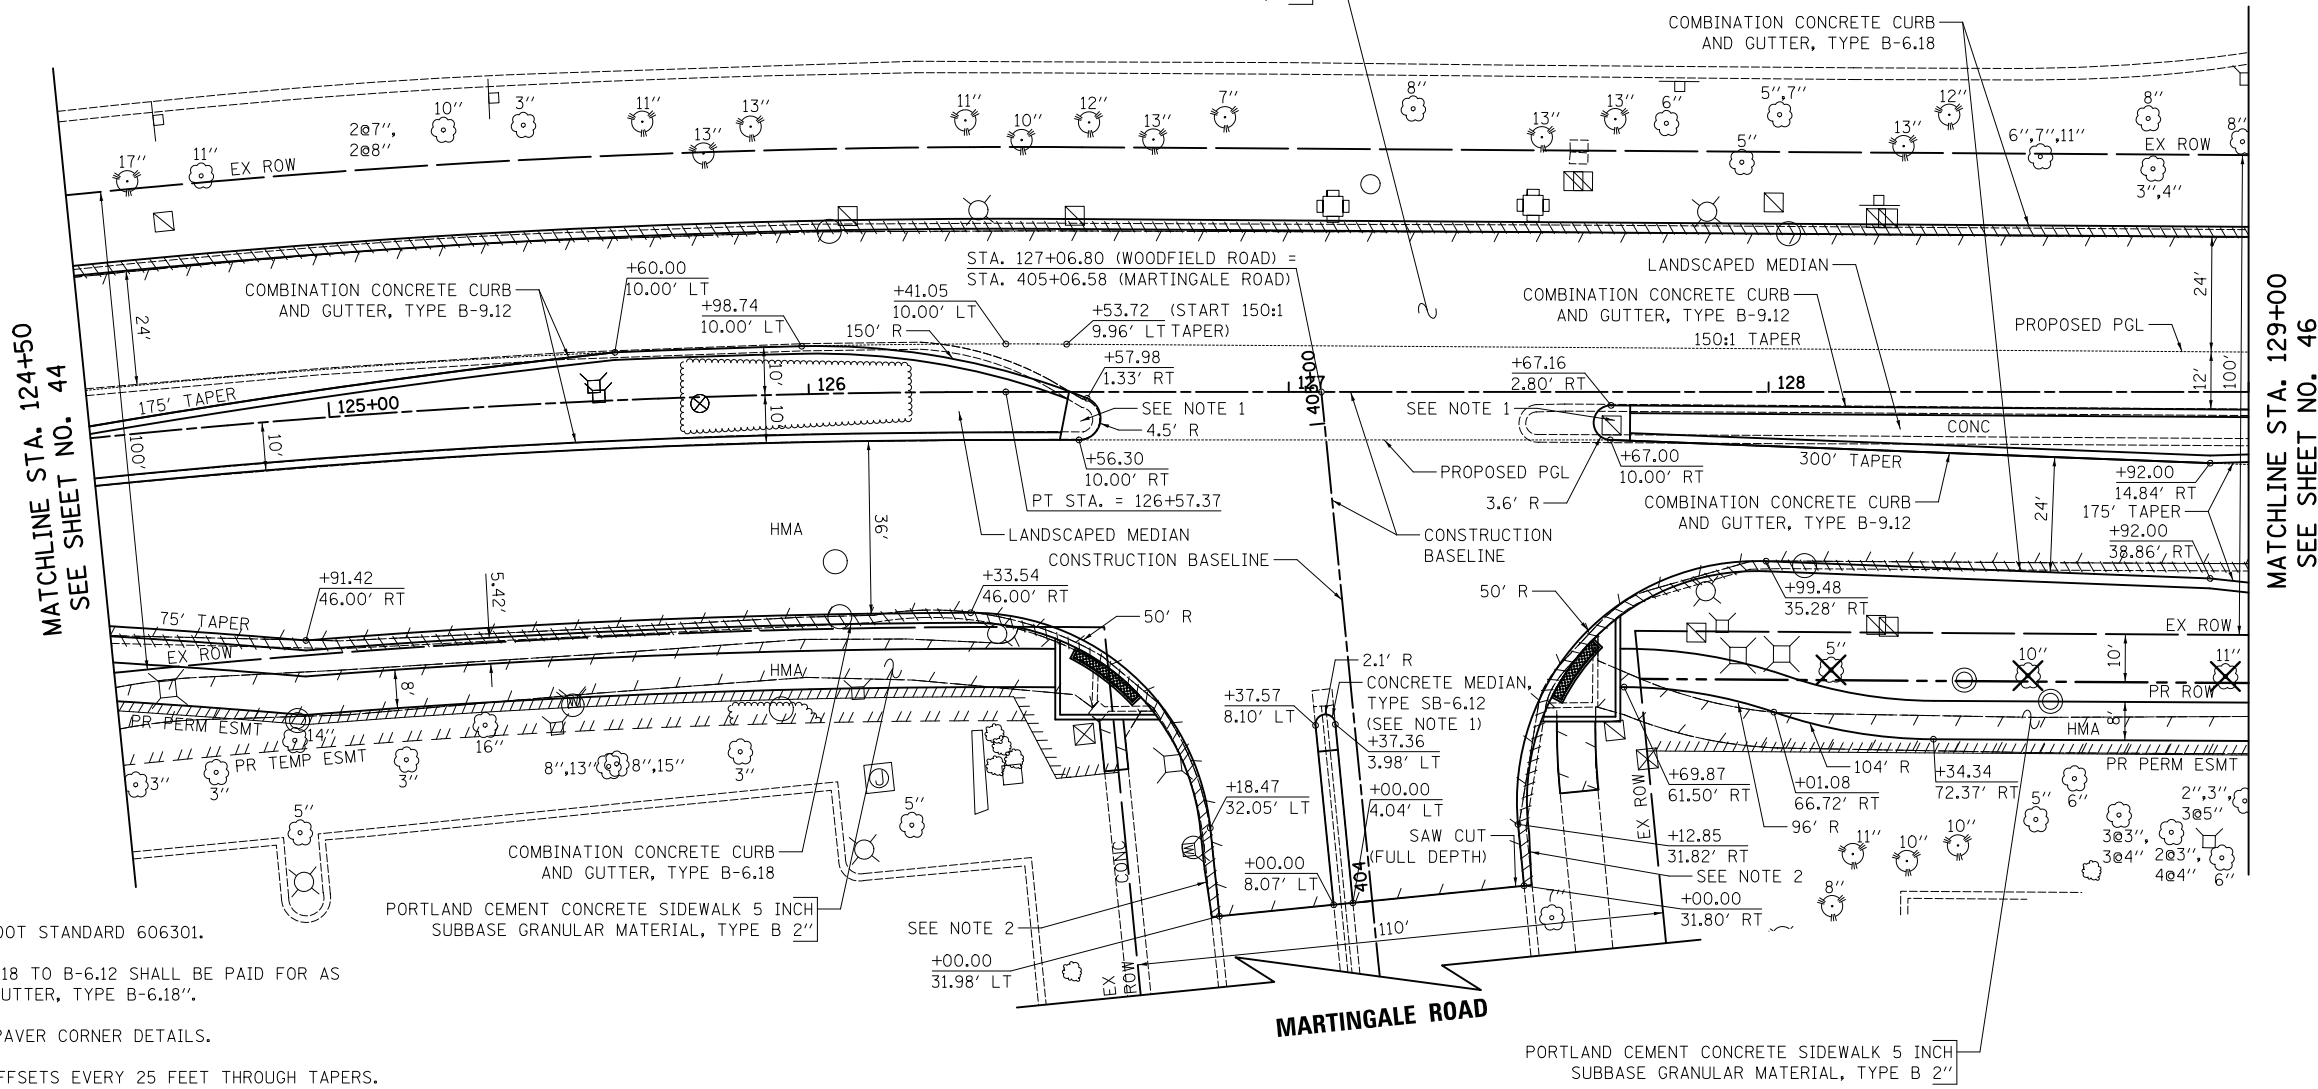 COMBINATION CONCRETE CURB
AND GUTTER, TYPE B-6.18
MATCHLINE STA. 124+50
SEE SHEET NO. 44
MATCHLINE STA. 129+00
SEE SHEET NO. 46
17''
11''
2@7'',
2@8''
10''
3''
11''
13''
13''
11''
10''
12''
13''
7''
8''
13''
13''
6''
5'',7''
5''
13''
12''
6'',7'',11''
8''
8''
3'',4''
EX ROW
EX ROW
STA. 127+06.80 (WOODFIELD ROAD) =
STA. 405+06.58 (MARTINGALE ROAD)
LANDSCAPED MEDIAN
COMBINATION CONCRETE CURB
AND GUTTER, TYPE B-9.12
+60.00
10.00' LT
+98.74
10.00' LT
+41.05
10.00' LT
150' R
+53.72 (START 150:1
9.96' LT TAPER)
COMBINATION CONCRETE CURB
AND GUTTER, TYPE B-9.12
150:1 TAPER
PROPOSED PGL
24'
24'
12'
100'
+57.98
1.33' RT
+67.16
2.80' RT
175' TAPER
125+00
126
127
128
405+00
10'
10'
10'
100'
SEE NOTE 1
4.5' R
SEE NOTE 1
CONC
+56.30
10.00' RT
PT STA. = 126+57.37
PROPOSED PGL
+67.00
10.00' RT
300' TAPER
3.6' R
COMBINATION CONCRETE CURB
AND GUTTER, TYPE B-9.12
+92.00
14.84' RT
175' TAPER
+92.00
38.86' RT
24'
36'
HMA
LANDSCAPED MEDIAN
CONSTRUCTION
BASELINE
CONSTRUCTION BASELINE
+91.42
46.00' RT
5.42'
+33.54
46.00' RT
50' R
50' R
+99.48
35.28' RT
75' TAPER
EX ROW
HMA
8'
EX ROW
5''
10''
11''
10'
PR ROW
8'
HMA
PR PERM ESMT
PR PERM ESMT
PR TEMP ESMT
2.1' R
CONCRETE MEDIAN,
TYPE SB-6.12
(SEE NOTE 1)
+37.57
8.10' LT
+37.36
3.98' LT
14''
16''
3''
3''
3''
8'',13''
8'',15''
3''
J
W
W
5''
5''
104' R
+69.87
61.50' RT
+01.08
66.72' RT
+34.34
72.37' RT
96' R
+18.47
32.05' LT
+00.00
4.04' LT
EX ROW
SAW CUT
(FULL DEPTH)
+12.85
31.82' RT
SEE NOTE 2
+00.00
31.80' RT
6''
5''
2'',3'',
3@5''
3@3'',
3@4''
2@3'',
4@4''
6''
11''
10''
10''
8''
7''
COMBINATION CONCRETE CURB
AND GUTTER, TYPE B-6.18
CONC
+00.00
8.07' LT
404
PORTLAND CEMENT CONCRETE SIDEWALK 5 INCH
SUBBASE GRANULAR MATERIAL, TYPE B 2''
SEE NOTE 2
+00.00
31.98' LT
EX
ROW
110'
MARTINGALE ROAD
OOT STANDARD 606301.
18 TO B-6.12 SHALL BE PAID FOR AS
UTTER, TYPE B-6.18''.
PAVER CORNER DETAILS.
FFSETS EVERY 25 FEET THROUGH TAPERS.
PORTLAND CEMENT CONCRETE SIDEWALK 5 INCH
SUBBASE GRANULAR MATERIAL, TYPE B 2''